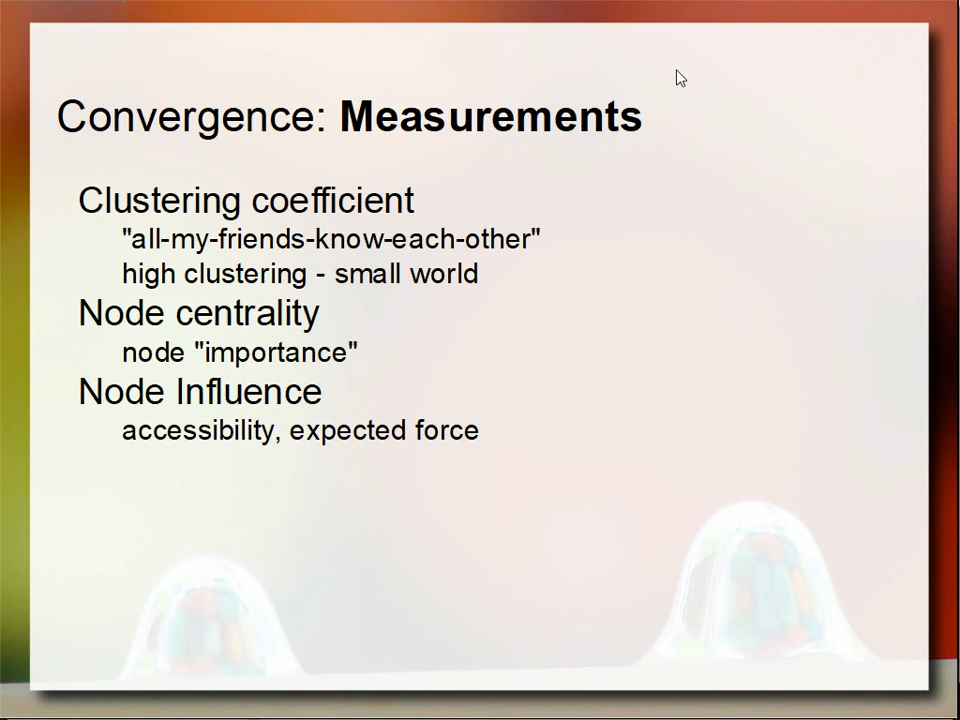 Convergence: Measurements
Clustering coefficient
"all-my-friends-know-each-other"
high clustering - small world
Node centrality
node "importance"
Node Influence
accessibility, expected force